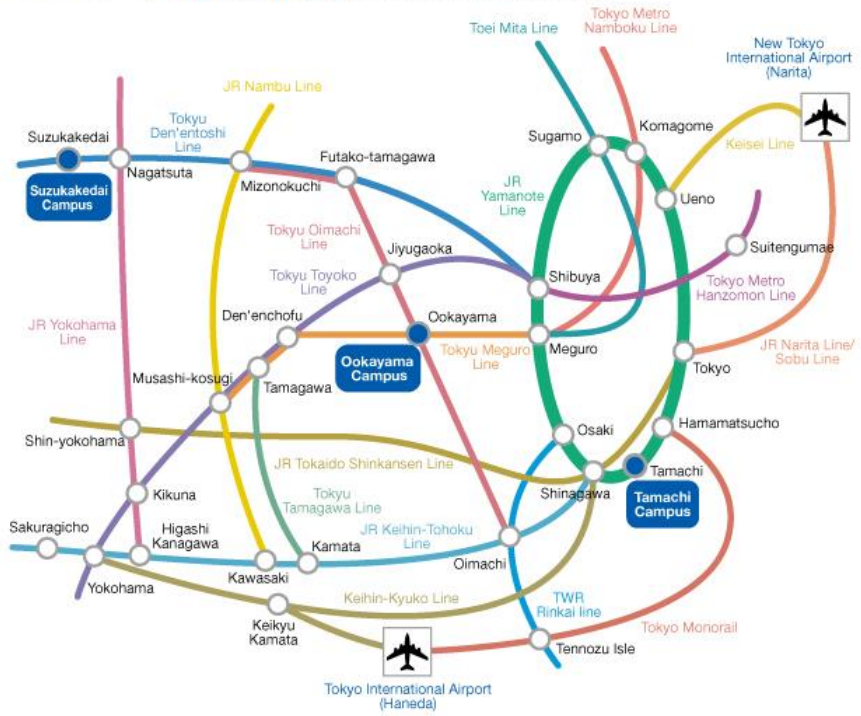 Toei Mita Line
Tokyo Metro
Namboku Line
New Tokyo
International Airport
(Narita)
JR Nambu Line
Tokyu
Den'entoshi
Line
Suzukakedai
Nagatsuta
Suzukakedai
Campus
Mizonokuchi
Futako-tamagawa
Sugamo
Komagome
Keisei Line
JR
Yamanote
Line
Ueno
Tokyu Oimachi
Line
Jiyugaoka
Suitengumae
Tokyu Toyoko
Line
Shibuya
Tokyo Metro
Hanzomon Line
JR Yokohama
Line
Den'enchofu
Ookayama
Ookayama
Campus
Tokyu Meguro
Line
Meguro
JR Narita Line/
Sobu Line
Tokyo
Musashi-kosugi
Tamagawa
Shin-yokohama
Osaki
Hamamatsucho
JR Tokaido Shinkansen Line
Shinagawa
Tamachi
Tamachi
Campus
Kikuna
Tokyu
Tamagawa Line
Sakuragicho
Higashi
Kanagawa
JR Keihin-Tohoku
Line
Kamata
Oimachi
Yokohama
Kawasaki
Keihin-Kyuko Line
TWR
Rinkai line
Keikyu
Kamata
Tokyo Monorail
Tennozu Isle
Tokyo International Airport
(Haneda)